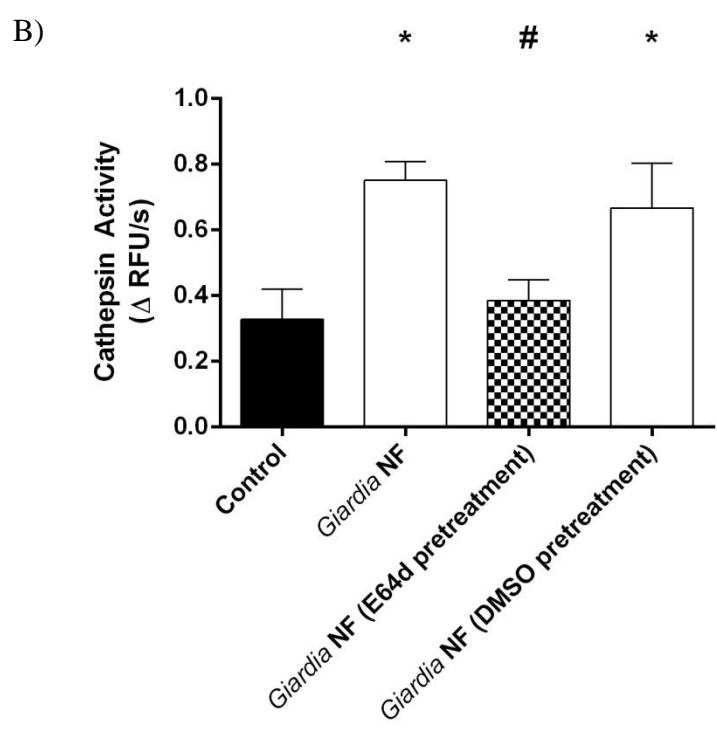 B)
* # *
1.0
0.8
0.6
0.4
0.2
0.0
Cathepsin Activity
(Δ RFU/s)
Control
Giardia NF
Giardia NF (E64d pretreatment)
Giardia NF (DMSO pretreatment)